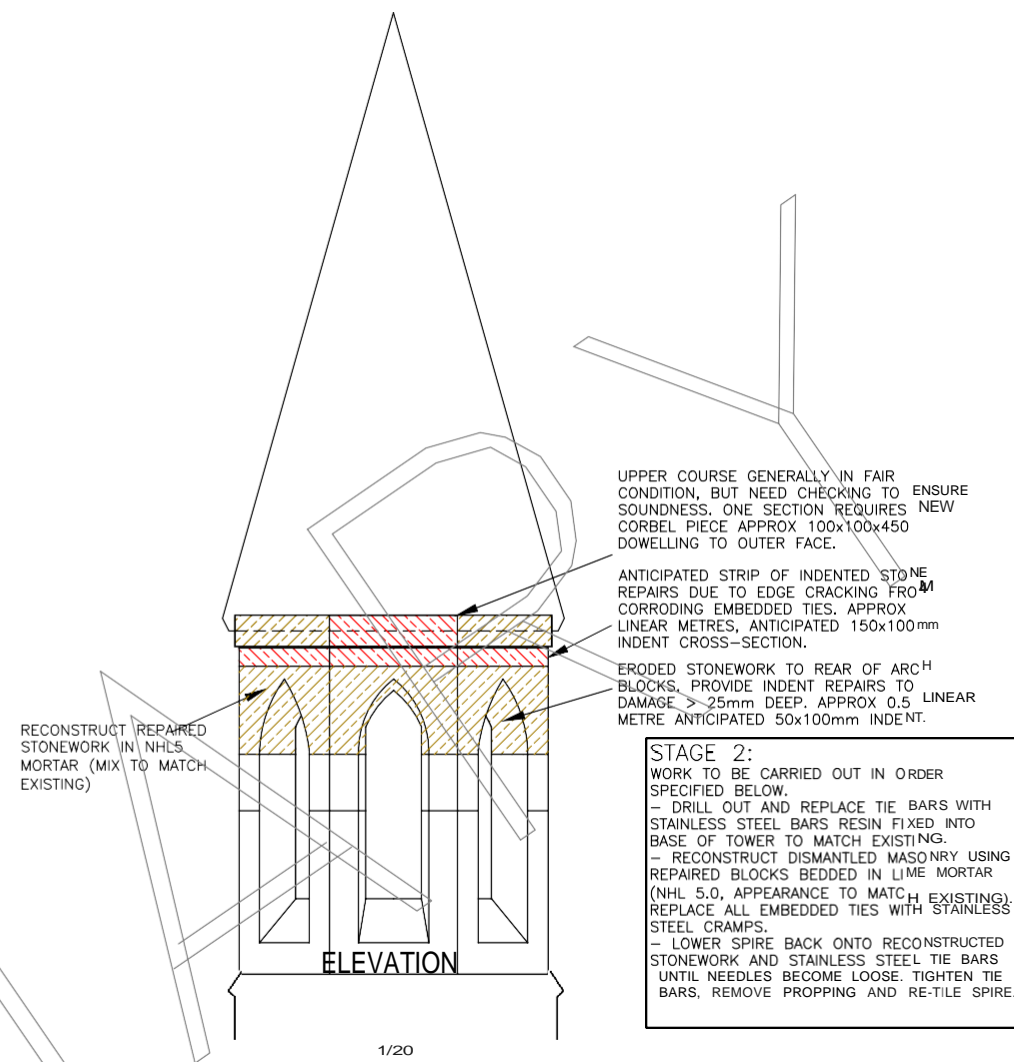 UPPER COURSE GENERALLY IN FAIR
CONDITION, BUT NEED CHECKING TO ENSURE
SOUNDNESS. ONE SECTION REQUIRES NEW
CORBEL PIECE APPROX 100x100x450
DOWELLING TO OUTER FACE.
ANTICIPATED STRIP OF INDENTED STONE
REPAIRS DUE TO EDGE CRACKING FROM
CORRODING EMBEDDED TIES. APPROX
LINEAR METRES, ANTICIPATED 150x100mm
INDENT CROSS-SECTION.
ERODED STONEWORK TO REAR OF ARCH
BLOCKS. PROVIDE INDENT REPAIRS TO
DAMAGE > 25mm DEEP. APPROX 0.5 LINEAR
METRE ANTICIPATED 50x100mm INDENT.
RECONSTRUCT REPAIRED
STONEWORK IN NHL5
MORTAR (MIX TO MATCH
EXISTING)
STAGE 2:
WORK TO BE CARRIED OUT IN ORDER
SPECIFIED BELOW.
- DRILL OUT AND REPLACE TIE BARS WITH
STAINLESS STEEL BARS RESIN FIXED INTO
BASE OF TOWER TO MATCH EXISTING.
- RECONSTRUCT DISMANTLED MASONRY USING
REPAIRED BLOCKS BEDDED IN LIME MORTAR
(NHL 5.0, APPEARANCE TO MATCH EXISTING).
REPLACE ALL EMBEDDED TIES WITH STAINLESS
STEEL CRAMPS.
- LOWER SPIRE BACK ONTO RECONSTRUCTED
STONEWORK AND STAINLESS STEEL TIE BARS
UNTIL NEEDLES BECOME LOOSE. TIGHTEN TIE
BARS, REMOVE PROPPING AND RE-TILE SPIRE.
ELEVATION
1/20
ARY